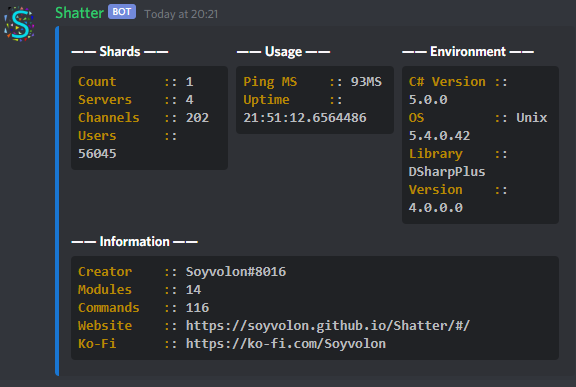 Shatter BOT Today at 20:21
—— Shards ——
Count :: 1
Servers :: 4
Channels :: 202
Users ::
56045
—— Usage ——
Ping MS :: 93MS
Uptime ::
21:51:12.6564486
—— Environment ——
C# Version ::
5.0.0
OS :: Unix
5.4.0.42
Library ::
DSharpPlus
Version ::
4.0.0.0
—— Information ——
Creator :: Soyvolon#8016
Modules :: 14
Commands :: 116
Website :: https://soyvolon.github.io/Shatter/#/
Ko-Fi :: https://ko-fi.com/Soyvolon